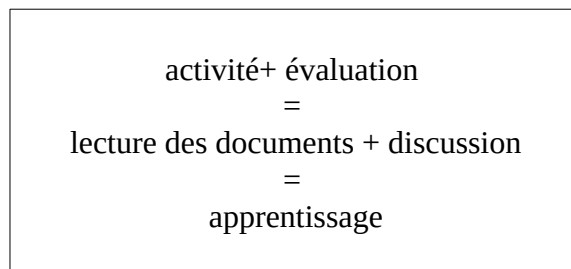 activité+ évaluation
=
lecture des documents + discussion
=
apprentissage